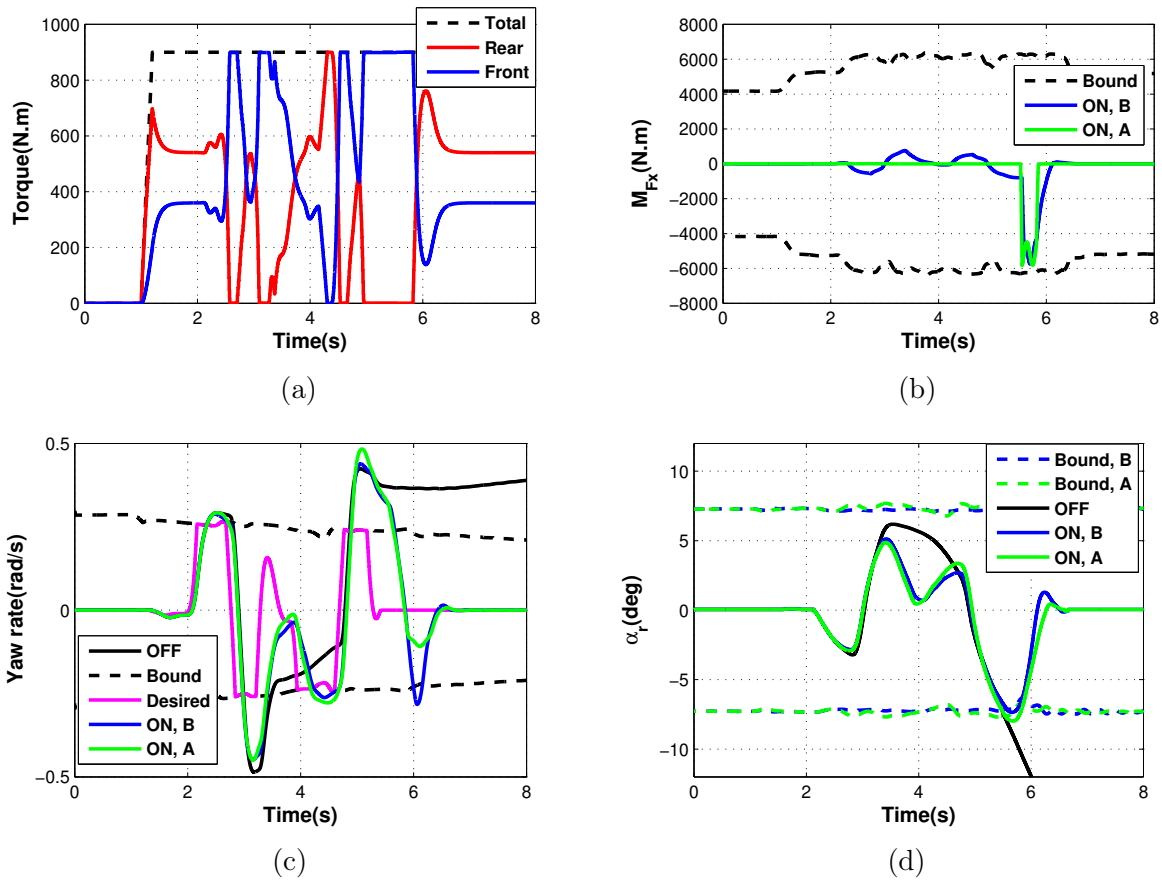 1000
800
600
400
200
0
Torque(N.m)
0 2 4 6 8
Time(s)
Total
Rear
Front
(a)
8000
6000
4000
2000
0
−2000
−4000
−6000
−8000
M_Fx(N.m)
0 2 4 6 8
Time(s)
Bound
ON, B
ON, A
(b)
0.5
0
−0.5
Yaw rate(rad/s)
0 2 4 6 8
Time(s)
OFF
Bound
Desired
ON, B
ON, A
(c)
10
5
0
−5
−10
α_r(deg)
0 2 4 6 8
Time(s)
Bound, B
Bound, A
OFF
ON, B
ON, A
(d)